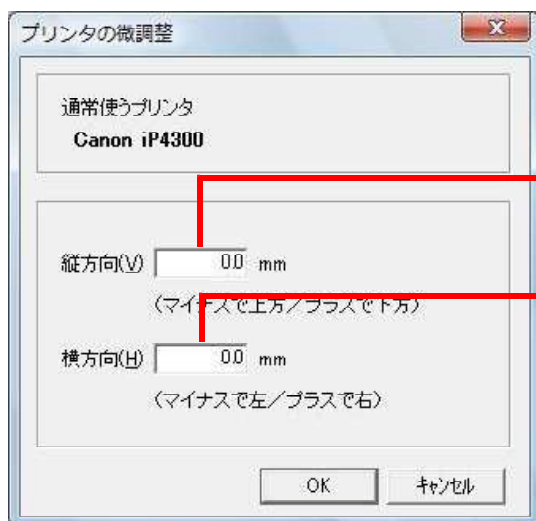 プリンタの微調整
通常使うプリンタ
Canon iP4300
縦方向(V) 0.0 mm
(マイナスで上方/プラスで下方)
横方向(H) 0.0 mm
(マイナスで左/プラスで右)
OK キャンセル